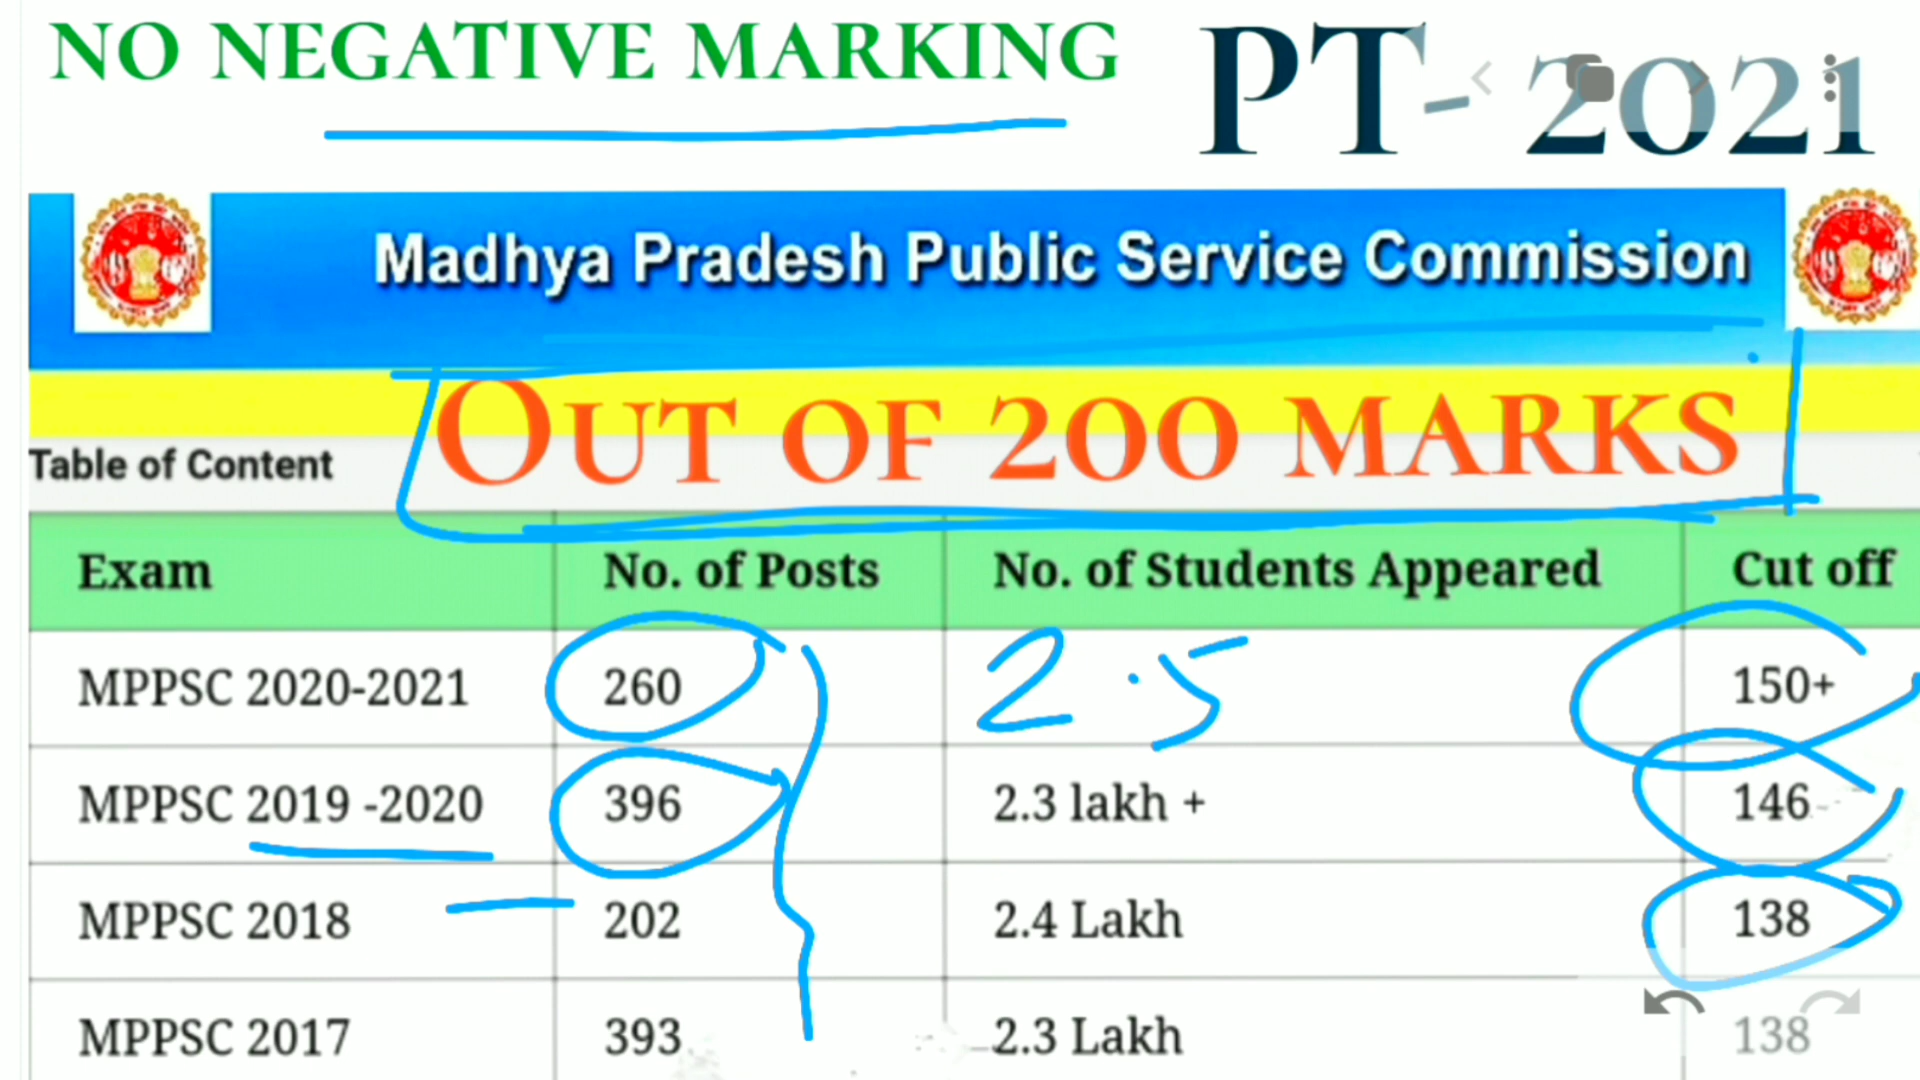 NO NEGATIVE MARKING
PT- 2021
Madhya Pradesh Public Service Commission
OUT OF 200 MARKS
Table of Content
Exam No. of Posts No. of Students Appeared Cut off
MPPSC 2020-2021 260 2.5 150+
MPPSC 2019 -2020 396 2.3 lakh + 146
MPPSC 2018 202 2.4 Lakh 138
MPPSC 2017 393 2.3 Lakh 138